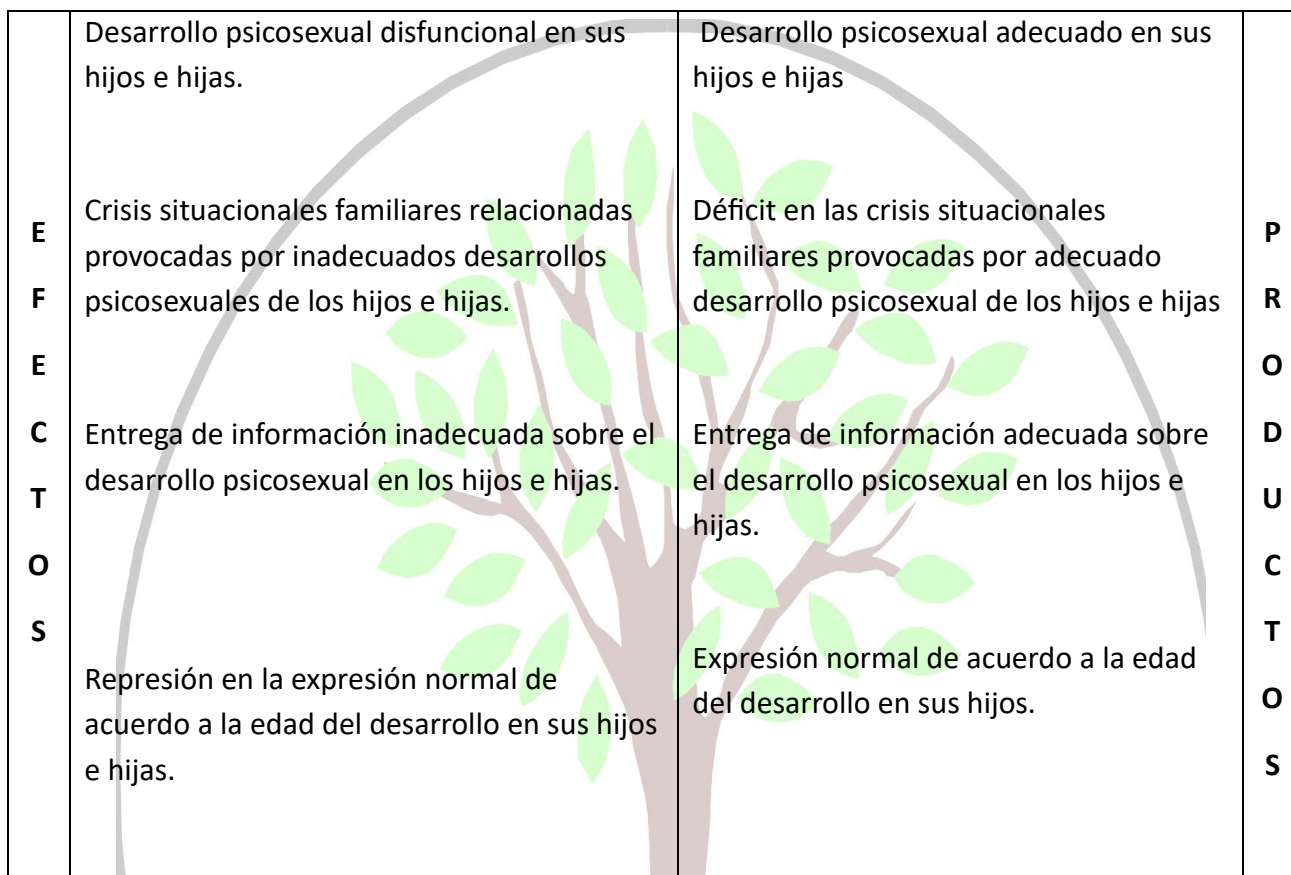 EFECTOS
Desarrollo psicosexual disfuncional en sus
hijos e hijas.
Crisis situacionales familiares relacionadas
provocadas por inadecuados desarrollos
psicosexuales de los hijos e hijas.
Entrega de información inadecuada sobre el
desarrollo psicosexual en los hijos e hijas.
Represión en la expresión normal de
acuerdo a la edad del desarrollo en sus hijos
e hijas.
Desarrollo psicosexual adecuado en sus
hijos e hijas
Déficit en las crisis situacionales
familiares provocadas por adecuado
desarrollo psicosexual de los hijos e hijas
Entrega de información adecuada sobre
el desarrollo psicosexual en los hijos e
hijas.
Expresión normal de acuerdo a la edad
del desarrollo en sus hijos.
PRODUCTOS